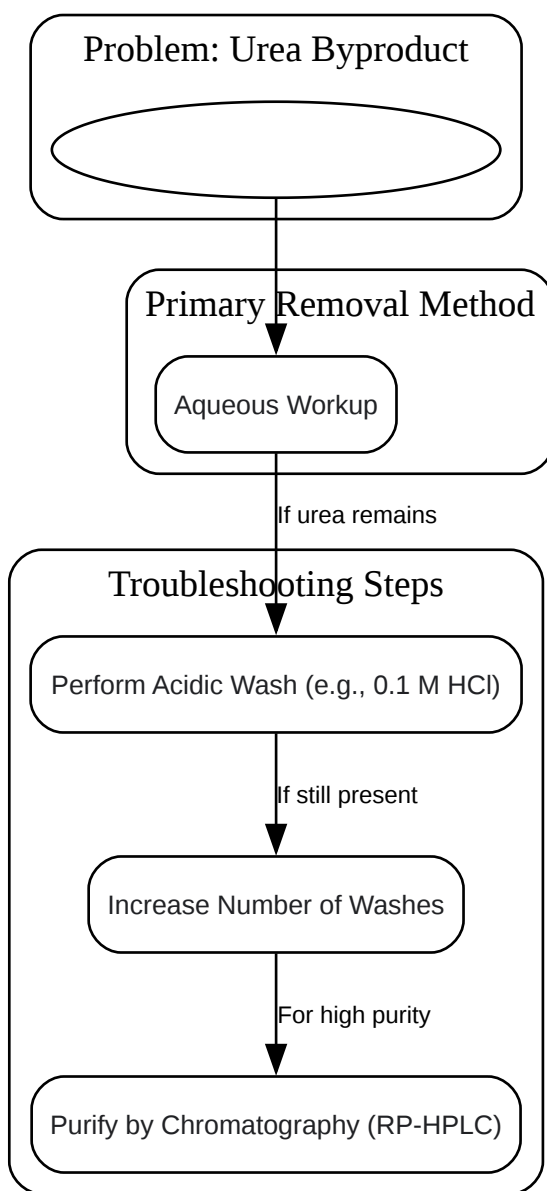 Problem: Urea Byproduct
Primary Removal Method
Aqueous Workup
If urea remains
Troubleshooting Steps
Perform Acidic Wash (e.g., 0.1 M HCl)
If still present
Increase Number of Washes
For high purity
Purify by Chromatography (RP-HPLC)